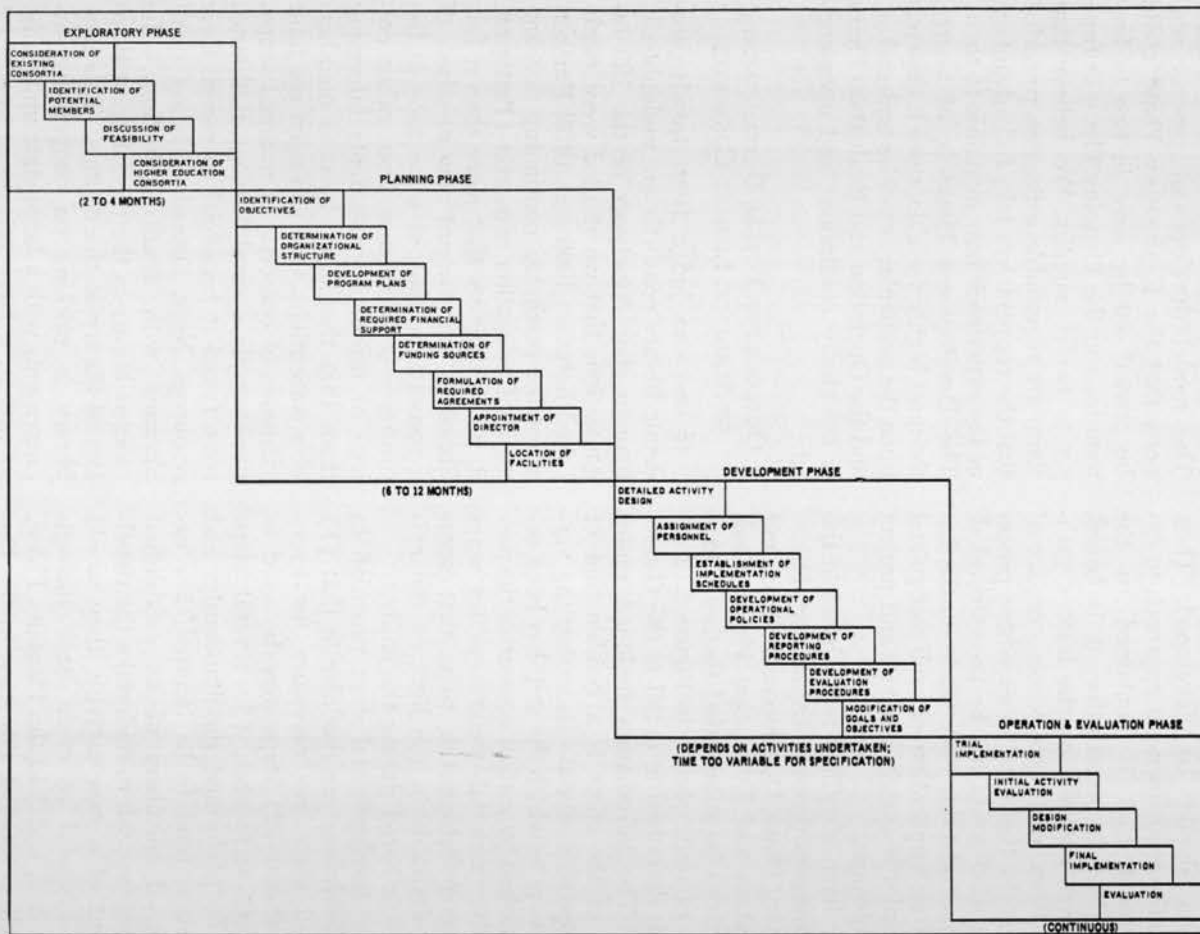 EXPLORATORY PHASE
CONSIDERATION OF
EXISTING
CONSORTIA
IDENTIFICATION OF
POTENTIAL
MEMBERS
DISCUSSION OF
FEASIBILITY
CONSIDERATION OF
HIGHER EDUCATION
CONSORTIA
(2 TO 4 MONTHS)
PLANNING PHASE
IDENTIFICATION OF
OBJECTIVES
DETERMINATION OF
ORGANIZATIONAL
STRUCTURE
DEVELOPMENT OF
PROGRAM PLANS
DETERMINATION OF
REQUIRED FINANCIAL
SUPPORT
DETERMINATION OF
FUNDING SOURCES
FORMULATION OF
REQUIRED
AGREEMENTS
APPOINTMENT OF
DIRECTOR
LOCATION OF
FACILITIES
(6 TO 12 MONTHS)
DEVELOPMENT PHASE
DETAILED ACTIVITY
DESIGN
ASSIGNMENT OF
PERSONNEL
ESTABLISHMENT OF
IMPLEMENTATION
SCHEDULES
DEVELOPMENT OF
OPERATIONAL
POLICIES
DEVELOPMENT OF
REPORTING
PROCEDURES
DEVELOPMENT OF
EVALUATION
PROCEDURES
MODIFICATION OF
GOALS AND
OBJECTIVES
(DEPENDS ON ACTIVITIES UNDERTAKEN;
TIME TOO VARIABLE FOR SPECIFICATION)
OPERATION & EVALUATION PHASE
TRIAL
IMPLEMENTATION
INITIAL ACTIVITY
EVALUATION
DESIGN
MODIFICATION
FINAL
IMPLEMENTATION
EVALUATION
(CONTINUOUS)